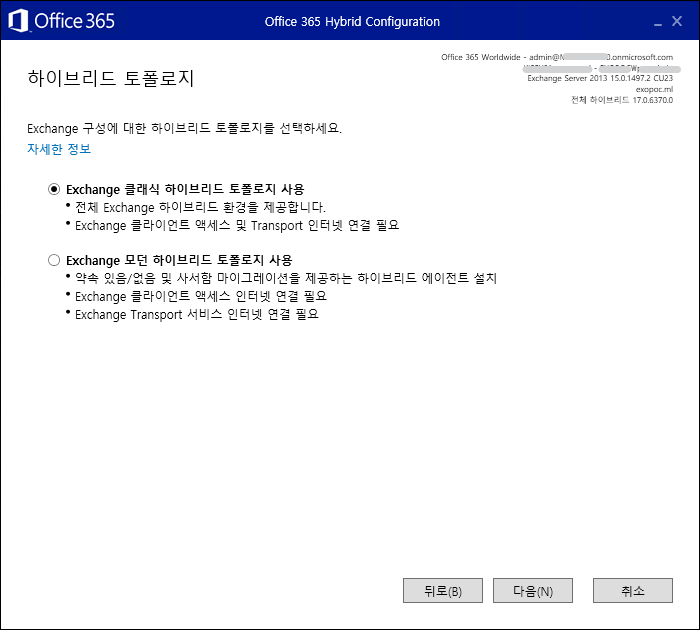 Office 365
Office 365 Hybrid Configuration
Office 365 Worldwide - admin@N 0.onmicrosoft.com
하이브리드 토폴로지
Exchange Server 2013 15.0.1497.2 CU23
exopoc.ml
전체 하이브리드 17.0.6370.0
Exchange 구성에 대한 하이브리드 토폴로지를 선택하세요.
자세한 정보
Exchange 클래식 하이브리드 토폴로지 사용
• 전체 Exchange 하이브리드 환경을 제공합니다.
• Exchange 클라이언트 액세스 및 Transport 인터넷 연결 필요
Exchange 모던 하이브리드 토폴로지 사용
• 약속 있음/없음 및 사서함 마이그레이션을 제공하는 하이브리드 에이전트 설치
• Exchange 클라이언트 액세스 인터넷 연결 필요
• Exchange Transport 서비스 인터넷 연결 필요
뒤로(B) 다음(N) 취소